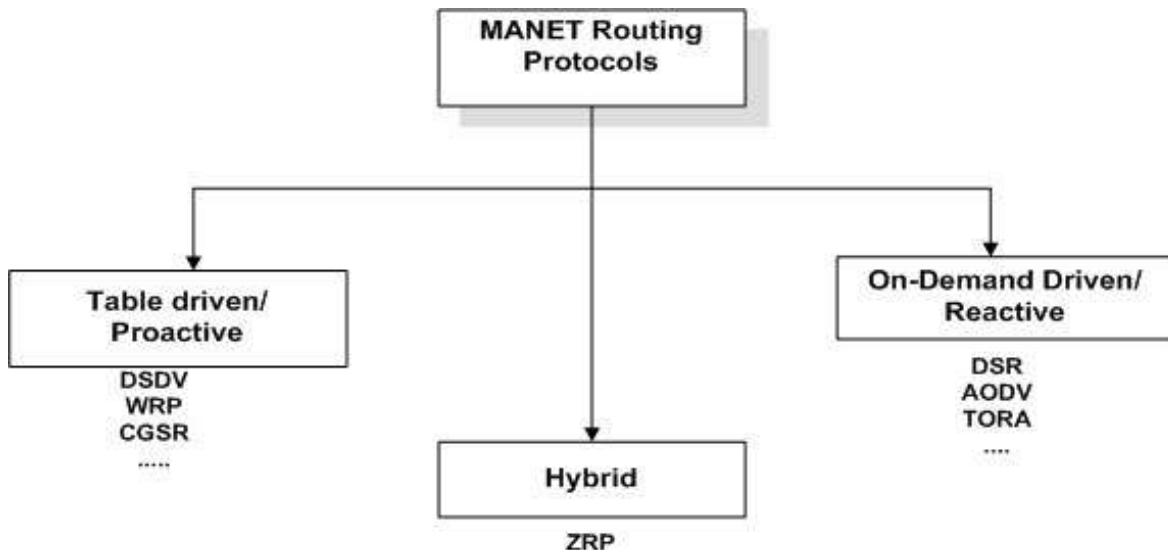 MANET Routing
Protocols
Table driven/
Proactive
DSDV
WRP
CGSR
.....
Hybrid
ZRP
On-Demand Driven/
Reactive
DSR
AODV
TORA
....